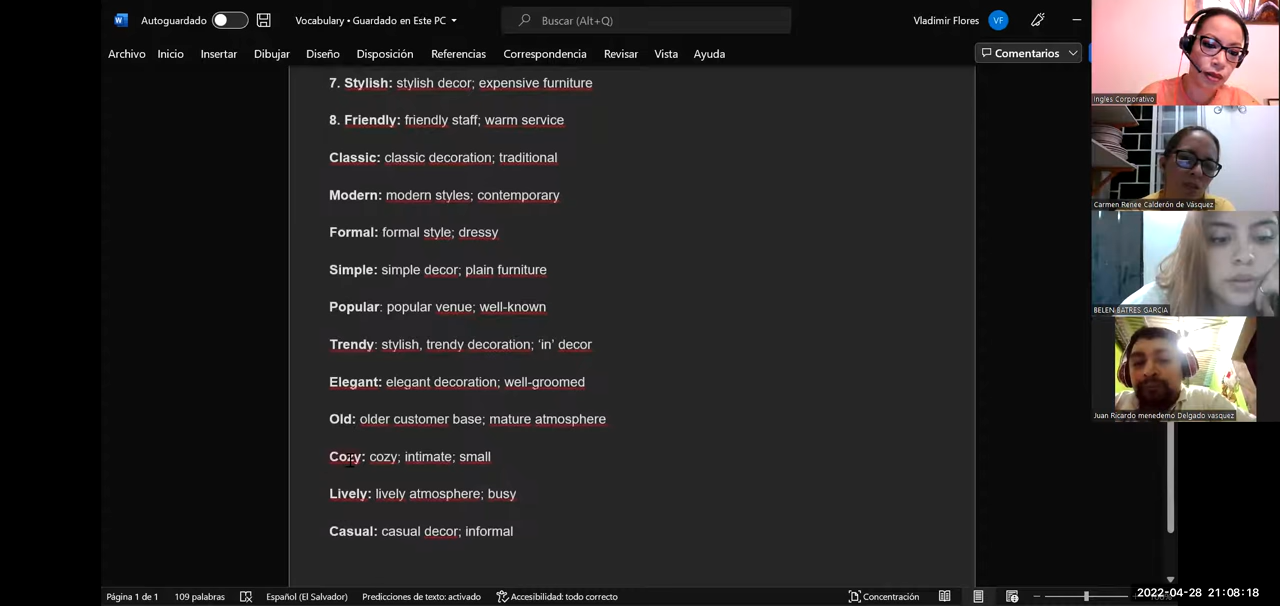 Autoguardado
Vocabulary • Guardado en Este PC
Buscar (Alt+Q)
Vladimir Flores
VF
Archivo Inicio Insertar Dibujar Diseño Disposición Referencias Correspondencia Revisar Vista Ayuda
Comentarios
7. Stylish: stylish decor; expensive furniture
8. Friendly: friendly staff; warm service
Classic: classic decoration; traditional
Modern: modern styles; contemporary
Formal: formal style; dressy
Simple: simple decor; plain furniture
Popular: popular venue; well-known
Trendy: stylish, trendy decoration; ‘in’ decor
Elegant: elegant decoration; well-groomed
Old: older customer base; mature atmosphere
Cozy: cozy; intimate; small
Lively: lively atmosphere; busy
Casual: casual decor; informal
Ingles Corporativo
Carmen Renee Calderón de Vásquez
BELEN BATRES GARCIA
Juan Ricardo menedemo Delgado vasquez
Página 1 de 1 109 palabras Español (El Salvador) Predicciones de texto: activado Accesibilidad: todo correcto Concentración
2022-04-28 21:08:18